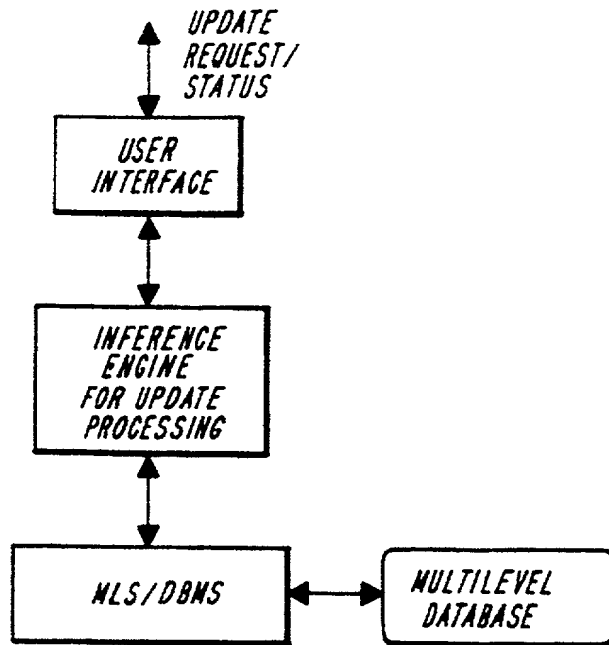 UPDATE
REQUEST/
STATUS
USER
INTERFACE
INFERENCE
ENGINE
FOR UPDATE
PROCESSING
MLS/DBMS
MULTILEVEL
DATABASE